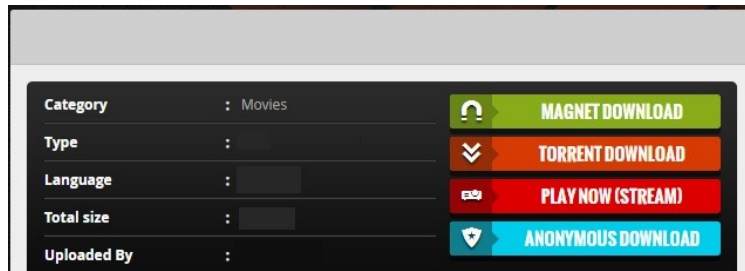 Category : Movies
MAGNET DOWNLOAD
Type :
TORRENT DOWNLOAD
Language :
PLAY NOW (STREAM)
Total size :
ANONYMOUS DOWNLOAD
Uploaded By :